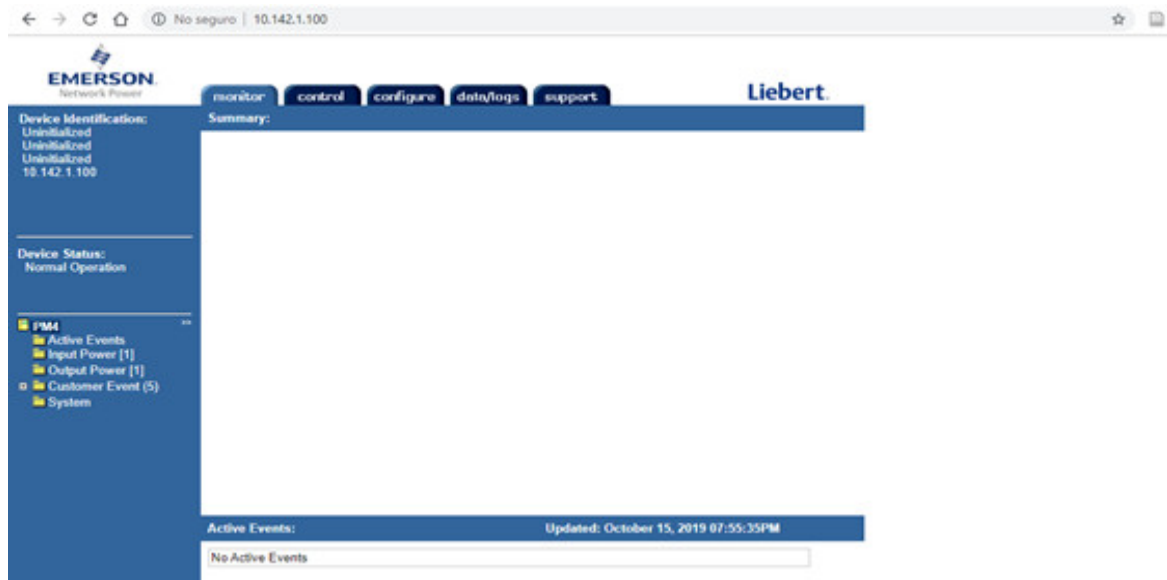 No seguro | 10.142.1.100
EMERSON.
Network Power
monitor control configure data/logs support
Liebert.
Device Identification:
Uninitialized
Uninitialized
Uninitialized
10.142.1.100
Device Status:
Normal Operation
PM4
Active Events
Input Power [1]
Output Power [1]
Customer Event (5)
System
Summary:
Active Events: Updated: October 15, 2019 07:55:35PM
No Active Events